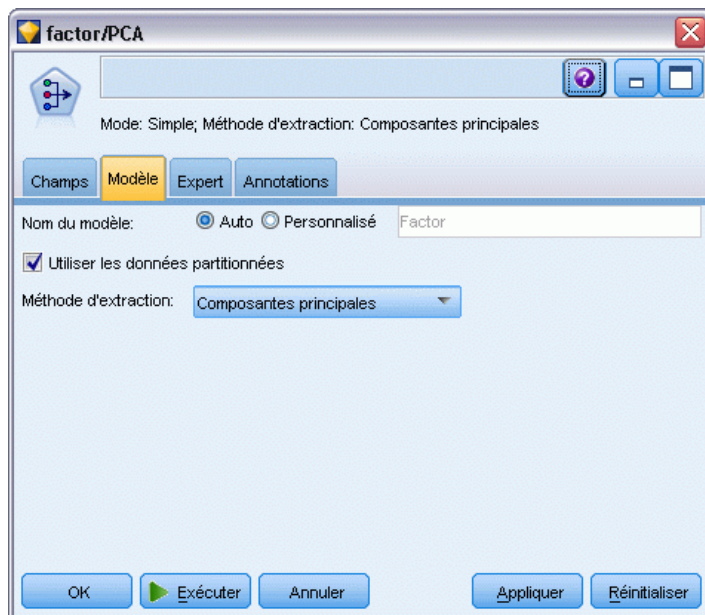 factor/PCA
Mode: Simple; Méthode d'extraction: Composantes principales
Champs Modèle Expert Annotations
Nom du modèle: Auto Personnalisé Factor
Utiliser les données partitionnées
Méthode d'extraction: Composantes principales
OK Exécuter Annuler Appliquer Réinitialiser